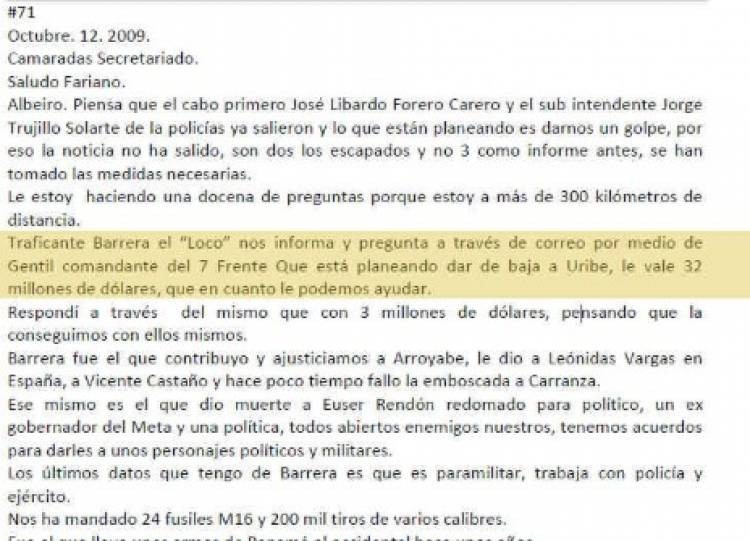 #71
Octubre. 12. 2009.
Camaradas Secretariado.
Saludo Fariano.
Albeiro. Piensa que el cabo primero José Libardo Forero Carero y el sub intendente Jorge
Trujillo Solarte de la policías ya salieron y lo que están planeando es darnos un golpe, por
eso la noticia no ha salido, son dos los escapados y no 3 como informe antes, se han
tomado las medidas necesarias.
Le estoy haciendo una docena de preguntas porque estoy a más de 300 kilómetros de
distancia.
Traficante Barrera el “Loco” nos informa y pregunta a través de correo por medio de
Gentil comandante del 7 Frente Que está planeando dar de baja a Uribe, le vale 32
millones de dólares, que en cuanto le podemos ayudar.
Respondí a través del mismo que con 3 millones de dólares, pensando que la
conseguimos con ellos mismos.
Barrera fue el que contribuyo y ajusticiamos a Arroyabe, le dio a Leónidas Vargas en
España, a Vicente Castaño y hace poco tiempo fallo la emboscada a Carranza.
Ese mismo es el que dio muerte a Euser Rendón redomado para político, un ex
gobernador del Meta y una política, todos abiertos enemigos nuestros, tenemos acuerdos
para darles a unos personajes políticos y militares.
Los últimos datos que tengo de Barrera es que es paramilitar, trabaja con policía y
ejército.
Nos ha mandado 24 fusiles M16 y 200 mil tiros de varios calibres.